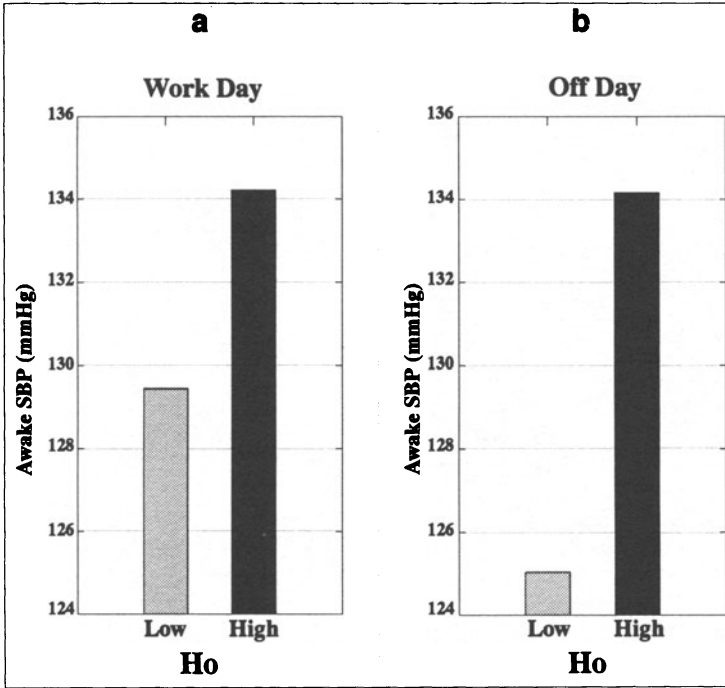 a
Work Day
136
134
132
130
128
126
124
Awake SBP (mmHg)
Low High
Ho
b
Off Day
136
134
132
130
128
126
124
Awake SBP (mmHg)
Low High
Ho